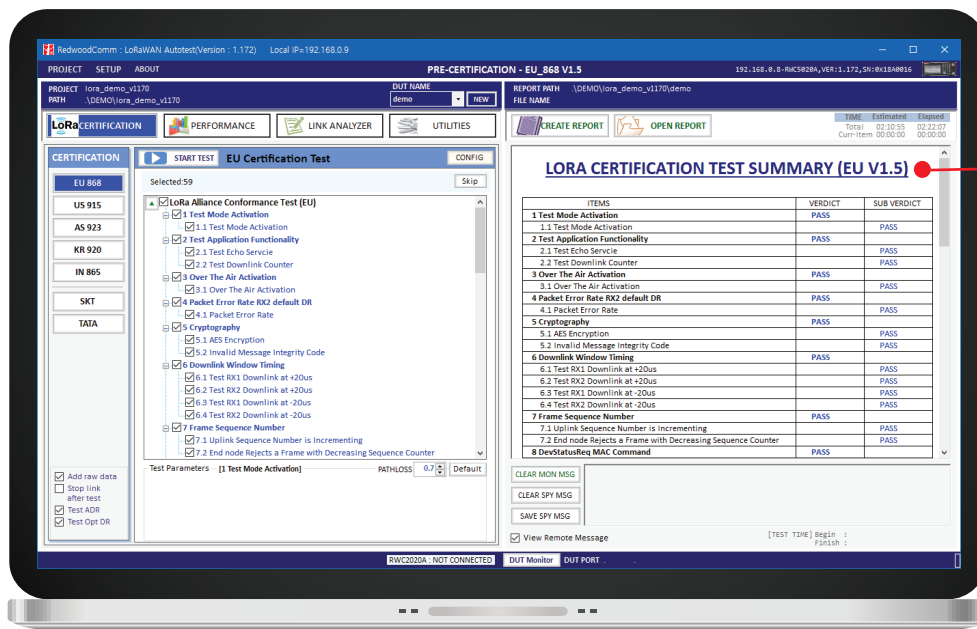 RedwoodComm : LoRaWAN Autotest(Version : 1.172) Local IP=192.168.0.9
PROJECT SETUP ABOUT
PRE-CERTIFICATION - EU_868 V1.5
192.168.0.8-RWC5020A,VER:1.172,SN:0X18A0016
PROJECT lora_demo_v1170
PATH .\DEMO\lora_demo_v1170
DUT NAME
demo NEW
REPORT PATH .\DEMO\lora_demo_v1170\demo
FILE NAME
LoRa CERTIFICATION PERFORMANCE LINK ANALYZER UTILITIES
CREATE REPORT OPEN REPORT
TIME Estimated Elapsed
Total 02:10:55 02:22:07
Curr-Item 00:00:00 00:00:00
CERTIFICATION
EU 868
US 915
AS 923
KR 920
IN 865
SKT
TATA
Add raw data
Stop link
after test
Test ADR
Test Opt DR
START TEST EU Certification Test CONFIG
Selected:59 Skip
LoRa Alliance Conformance Test (EU)
1 Test Mode Activation
1.1 Test Mode Activation
2 Test Application Functionality
2.1 Test Echo Servcie
2.2 Test Downlink Counter
3 Over The Air Activation
3.1 Over The Air Activation
4 Packet Error Rate RX2 default DR
4.1 Packet Error Rate
5 Cryptography
5.1 AES Encryption
5.2 Invalid Message Integrity Code
6 Downlink Window Timing
6.1 Test RX1 Downlink at +20us
6.2 Test RX2 Downlink at +20us
6.3 Test RX1 Downlink at -20us
6.4 Test RX2 Downlink at -20us
7 Frame Sequence Number
7.1 Uplink Sequence Number is Incrementing
7.2 End node Rejects a Frame with Decreasing Sequence
Test Parameters [1 Test Mode Activation] PATHLOSS 0.7 Default
LORA CERTIFICATION TEST SUMMARY (EU V1.5)
ITEMS VERDICT SUB VERDICT
1 Test Mode Activation PASS
1.1 Test Mode Activation PASS
2 Test Application Functionality PASS
2.1 Test Echo Servcie PASS
2.2 Test Downlink Counter PASS
3 Over The Air Activation PASS
3.1 Over The Air Activation PASS
4 Packet Error Rate RX2 default DR PASS
4.1 Packet Error Rate PASS
5 Cryptography PASS
5.1 AES Encryption PASS
5.2 Invalid Message Integrity Code PASS
6 Downlink Window Timing PASS
6.1 Test RX1 Downlink at +20us PASS
6.2 Test RX2 Downlink at +20us PASS
6.3 Test RX1 Downlink at -20us PASS
6.4 Test RX2 Downlink at -20us PASS
7 Frame Sequence Number PASS
7.1 Uplink Sequence Number is Incrementing PASS
7.2 End node Rejects a Frame with Decreasing Sequence Counter PASS
8 DevStatusReq MAC Command PASS
CLEAR MON MSG
CLEAR SPY MSG
SAVE SPY MSG
View Remote Message
[TEST TIME] Begin :
Finish :
RWC2020A : NOT CONNECTED DUT Monitor DUT PORT . .